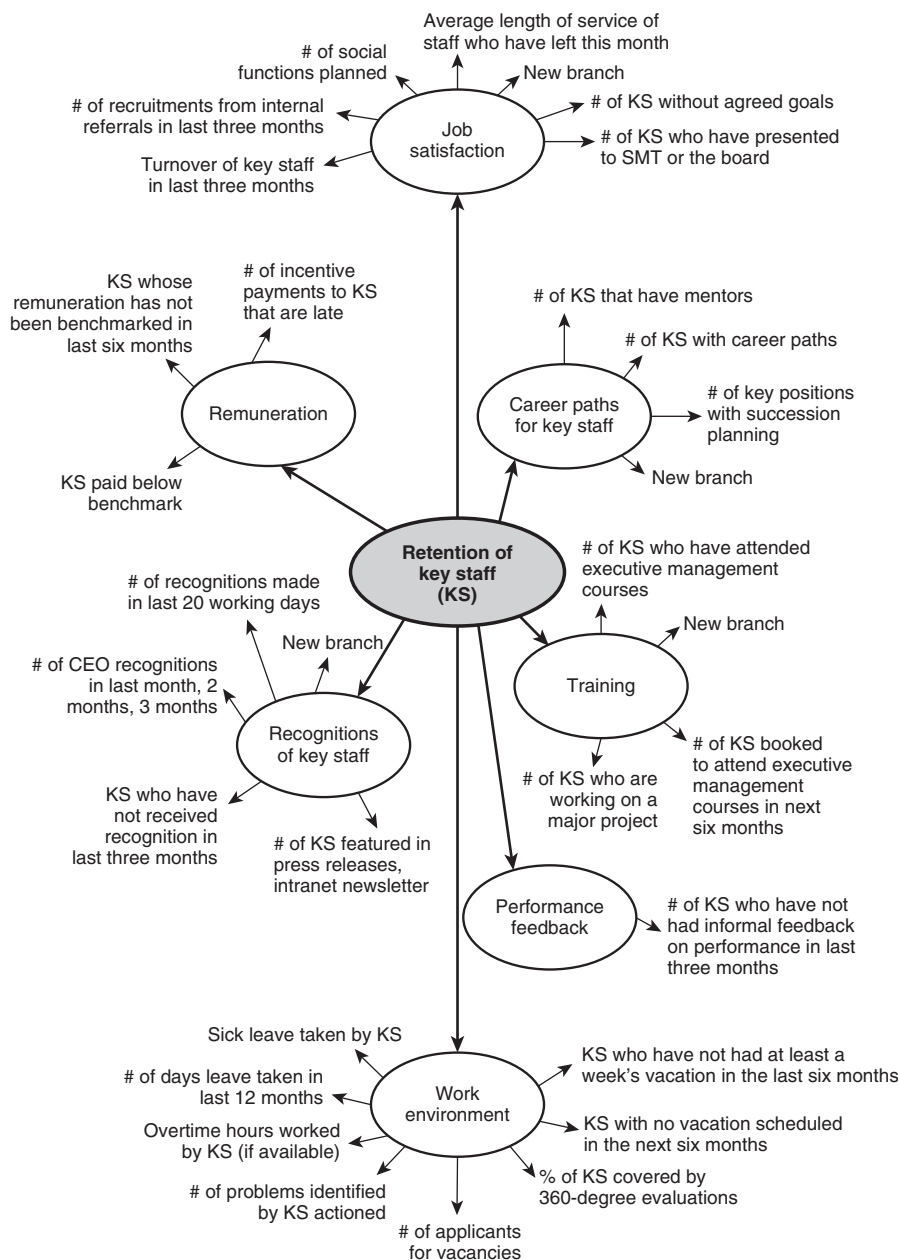 Average length of service of
staff who have left this month
# of social
functions planned
New branch
# of recruitments from internal
referrals in last three months
# of KS without agreed goals
Job
satisfaction
# of KS who have presented
to SMT or the board
Turnover of key staff
in last three months
KS whose
remuneration has not
been benchmarked in
last six months
# of incentive
payments to KS
that are late
Remuneration
KS paid below
benchmark
# of KS that have mentors
# of KS with career paths
Career paths
for key staff
# of key positions
with succession
planning
New branch
Retention of
key staff
(KS)
# of recognitions made
in last 20 working days
New branch
# of CEO recognitions
in last month, 2
months, 3 months
Recognitions
of key staff
KS who have
not received
recognition in
last three months
# of KS featured in
press releases,
intranet newsletter
# of KS who have attended
executive management
courses
New branch
Training
# of KS who are
working on a
major project
# of KS booked
to attend executive
management
courses in next
six months
Performance
feedback
# of KS who have not
had informal feedback
on performance in last
three months
Sick leave taken by KS
# of days leave taken in
last 12 months
Work
environment
KS who have not had at least a
week's vacation in the last six months
Overtime hours worked
by KS (if available)
KS with no vacation scheduled
in the next six months
# of problems identified
by KS actioned
% of KS covered by
360-degree evaluations
# of applicants
for vacancies